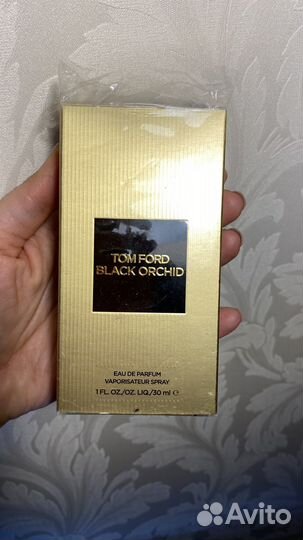 TOM FORD
BLACK ORCHID
EAU DE PARFUM
VAPORISATEUR SPRAY
1 FL. OZ./OZ. LIQ/30 ml ℮
Avito